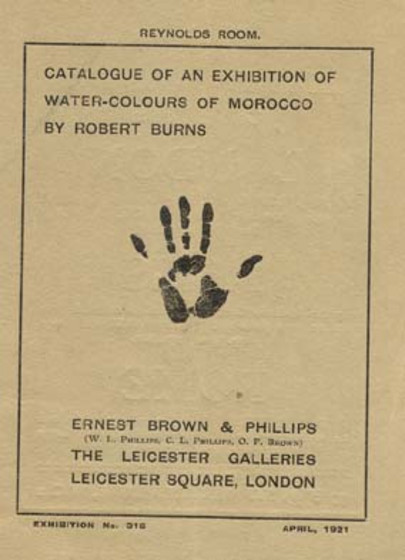 REYNOLDS ROOM.
CATALOGUE OF AN EXHIBITION OF
WATER-COLOURS OF MOROCCO
BY ROBERT BURNS
ERNEST BROWN & PHILLIPS
(W. L. Phillips, C. L. Phillips, O. F. Brown)
THE LEICESTER GALLERIES
LEICESTER SQUARE, LONDON
EXHIBITION No. 316
APRIL, 1921